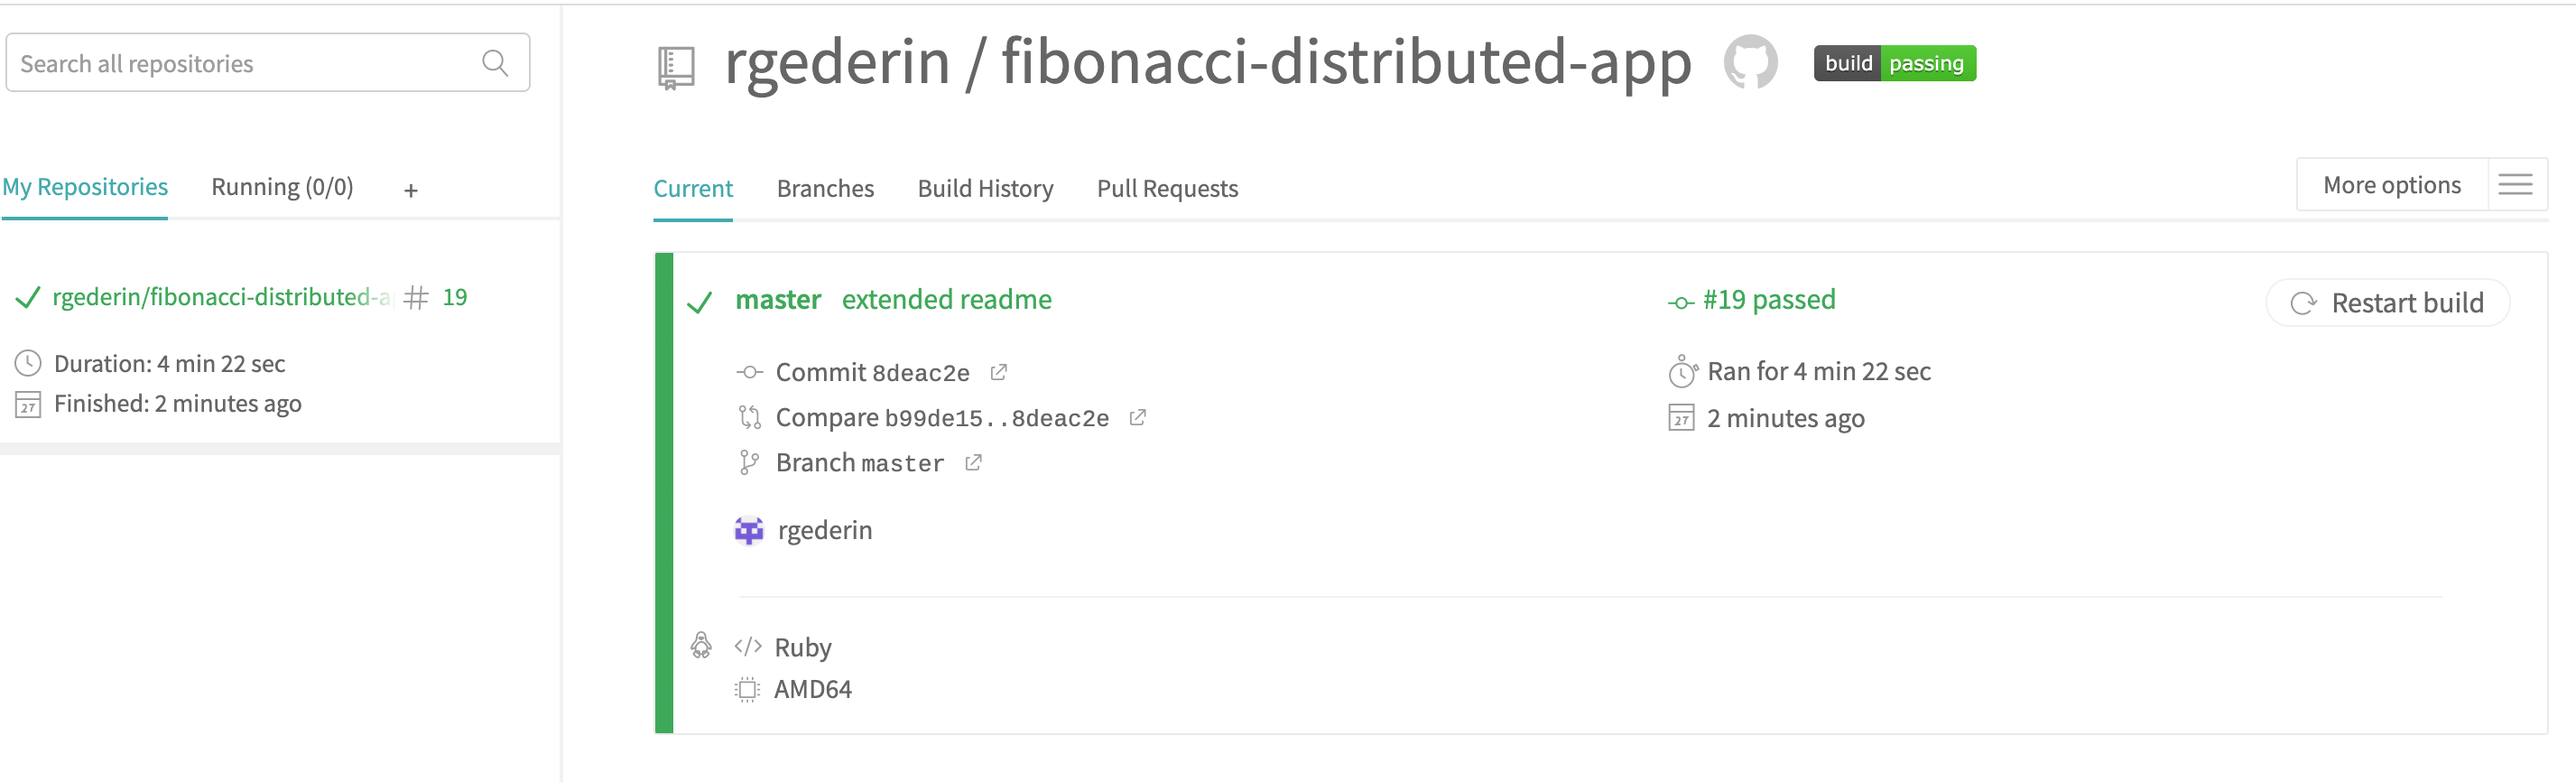 Search all repositories
My Repositories Running (0/0) +
rgederin/fibonacci-distributed-a # 19
Duration: 4 min 22 sec
27 Finished: 2 minutes ago
rgederin / fibonacci-distributed-app build passing
Current Branches Build History Pull Requests More options
master extended readme #19 passed Restart build
Commit 8deac2e Ran for 4 min 22 sec
Compare b99de15..8deac2e 27 2 minutes ago
Branch master
rgederin
</> Ruby
AMD64